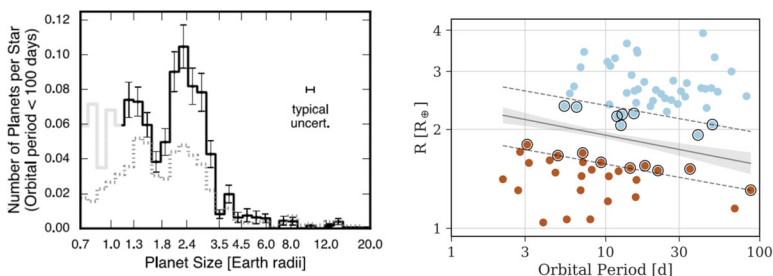 Number of Planets per Star
(Orbital period < 100 days)
0.12
0.10
0.08
0.06
0.04
0.02
0.00
typical
uncert.
0.7 1.0 1.3 1.8 2.4 3.5 4.5 6.0 8.0 12.0 20.0
Planet Size [Earth radii]
R [R⊕]
4
3
2
1
1 3 10 30 100
Orbital Period [d]